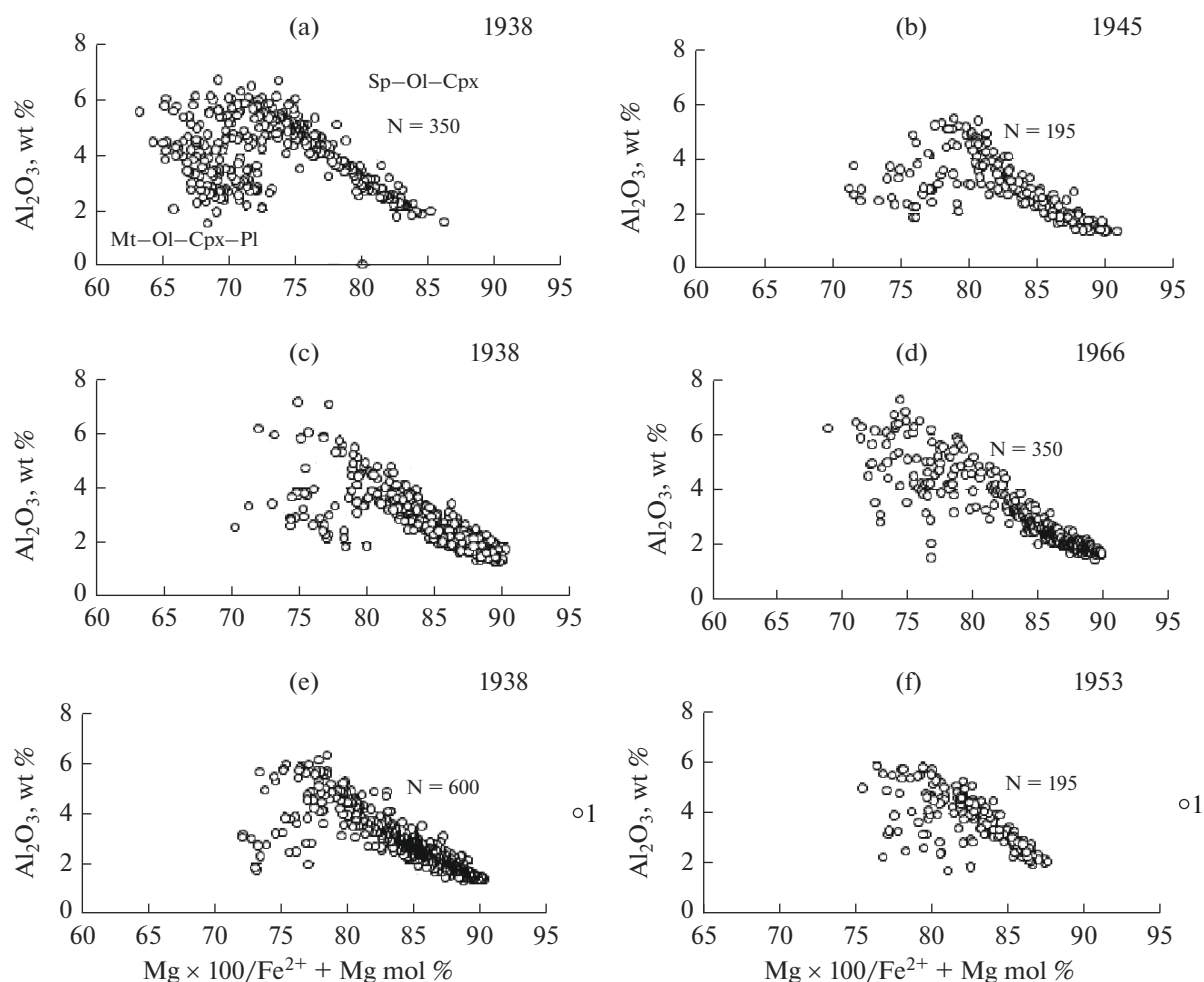 (a) 1938
8
6
4
2
0
Al2O3, wt %
Sp–Ol–Cpx
N = 350
Mt–Ol–Cpx–Pl
60 65 70 75 80 85 90 95
(b) 1945
8
6
4
2
0
Al2O3, wt %
N = 195
60 65 70 75 80 85 90 95
(c) 1938
8
6
4
2
0
Al2O3, wt %
60 65 70 75 80 85 90 95
(d) 1966
8
6
4
2
0
Al2O3, wt %
N = 350
60 65 70 75 80 85 90 95
(e) 1938
8
6
4
2
0
Al2O3, wt %
N = 600
1
60 65 70 75 80 85 90 95
Mg × 100/Fe2+ + Mg mol %
(f) 1953
8
6
4
2
0
Al2O3, wt %
N = 195
1
65 70 75 80 85 90 95
Mg × 100/Fe2+ + Mg mol %